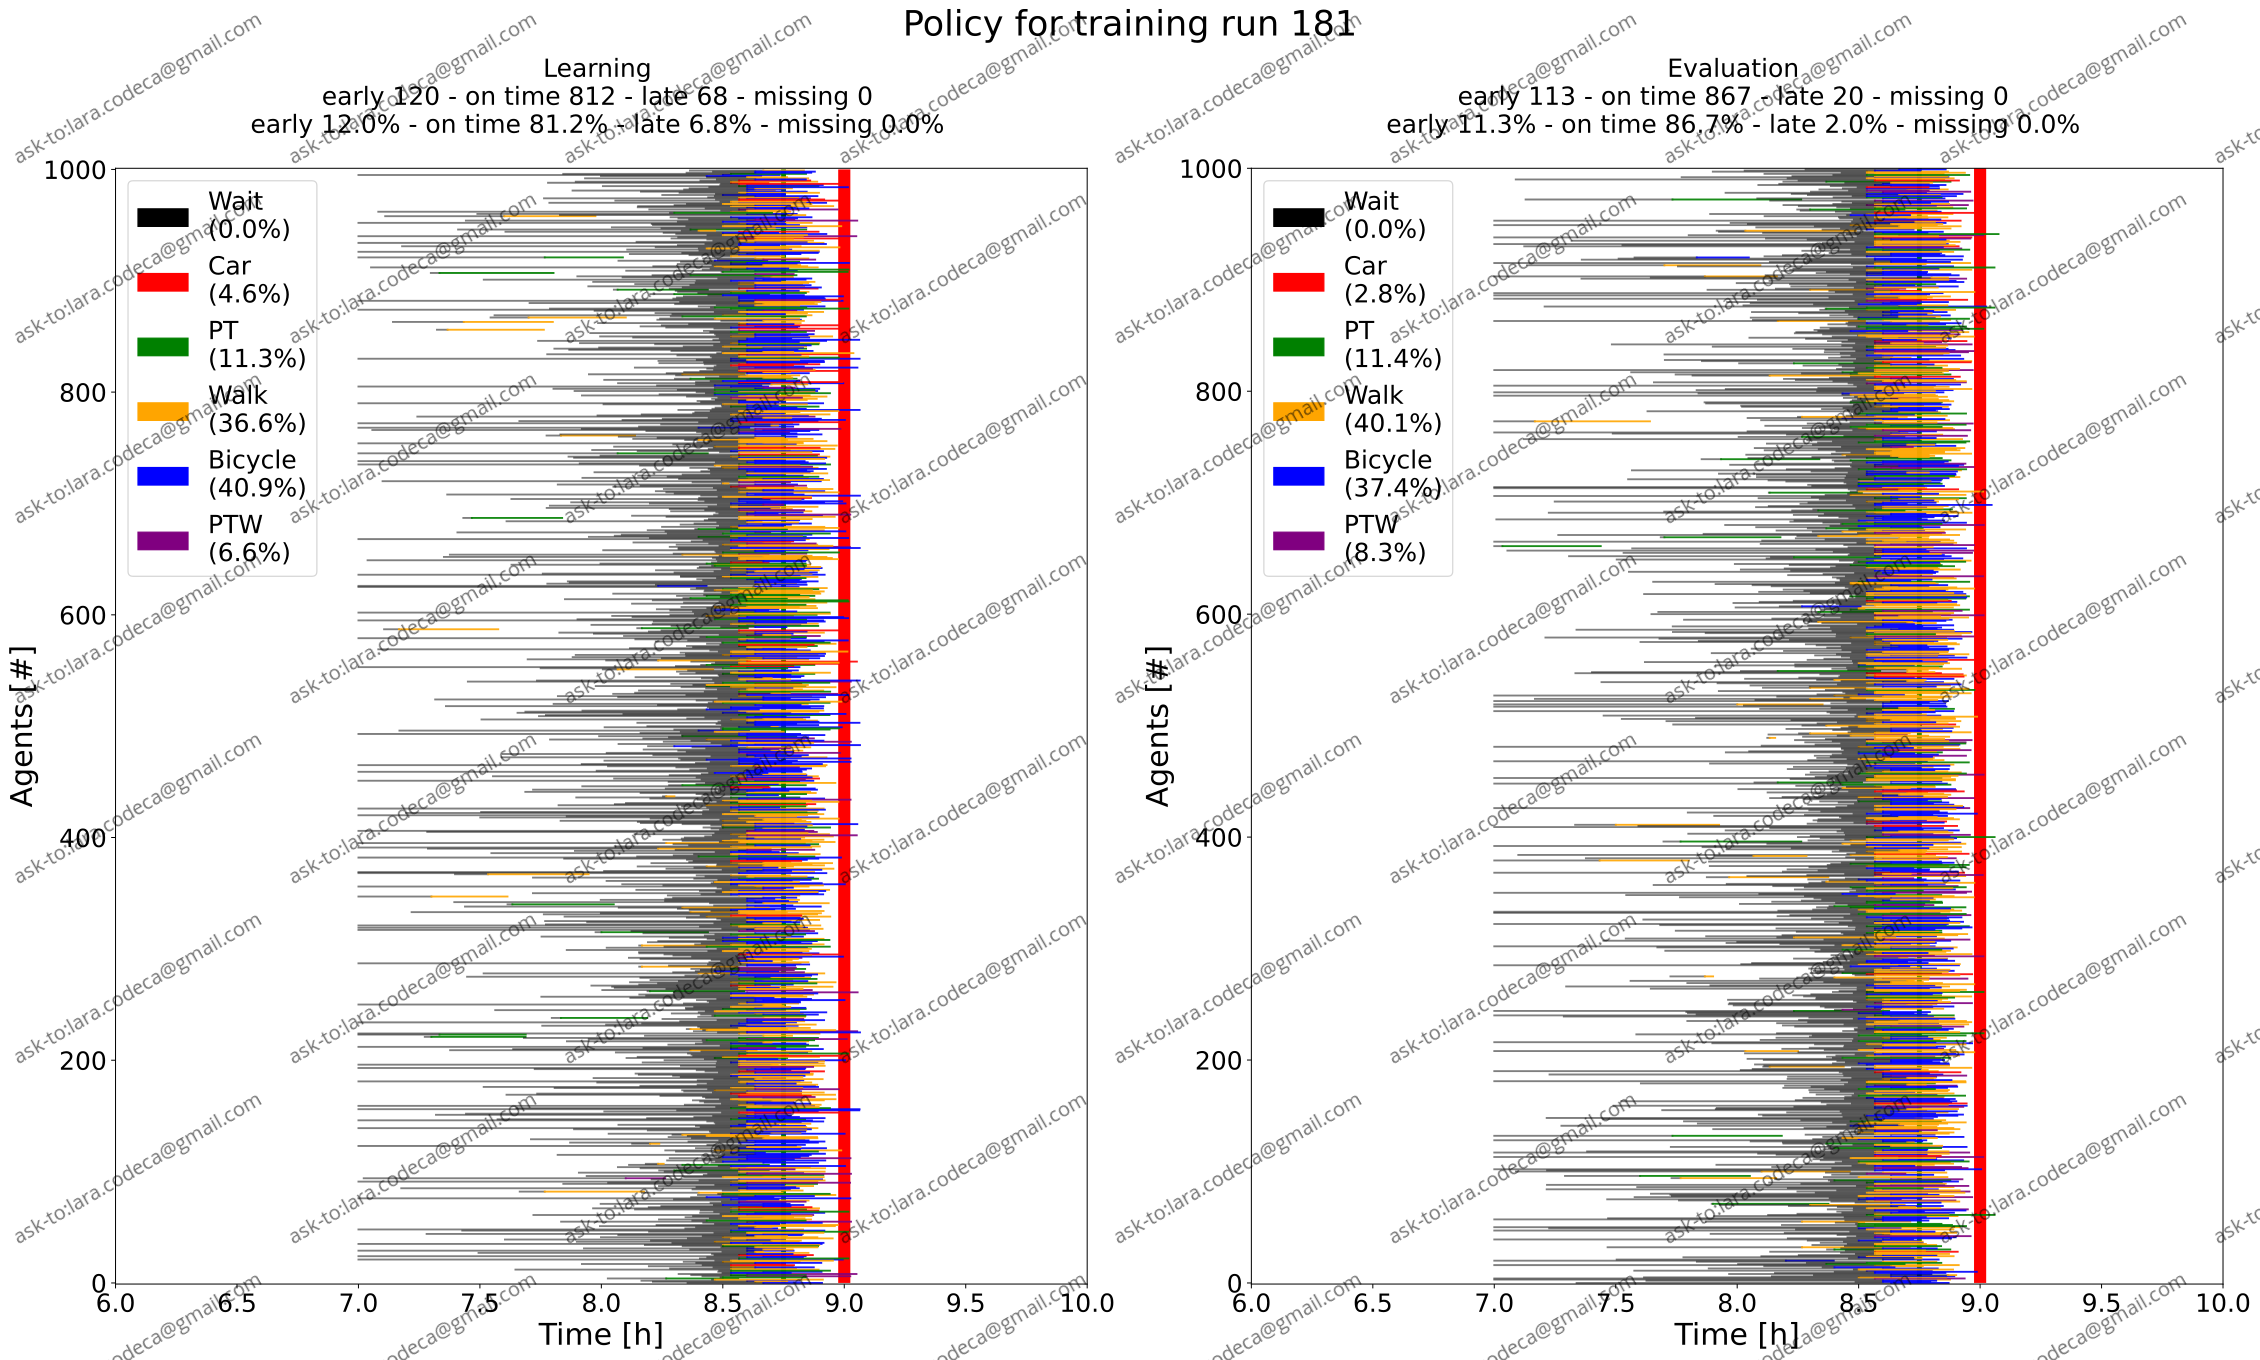 Policy for training run 181
Learning
early 120 - on time 812 - late 68 - missing 0
early 12.0% - on time 81.2% - late 6.8% - missing 0.0%
Evaluation
early 113 - on time 867 - late 20 - missing 0
early 11.3% - on time 86.7% - late 2.0% - missing 0.0%
Wait
(0.0%)
Car
(4.6%)
PT
(11.3%)
Walk
(36.6%)
Bicycle
(40.9%)
PTW
(6.6%)
Wait
(0.0%)
Car
(2.8%)
PT
(11.4%)
Walk
(40.1%)
Bicycle
(37.4%)
PTW
(8.3%)
1000
800
600
400
200
0
Agents [#]
6.0 6.5 7.0 7.5 8.0 8.5 9.0 9.5 10.0
Time [h]
1000
800
600
400
200
0
Agents [#]
6.0 6.5 7.0 7.5 8.0 8.5 9.0 9.5 10.0
Time [h]
ask-to:lara.codeca@gmail.com